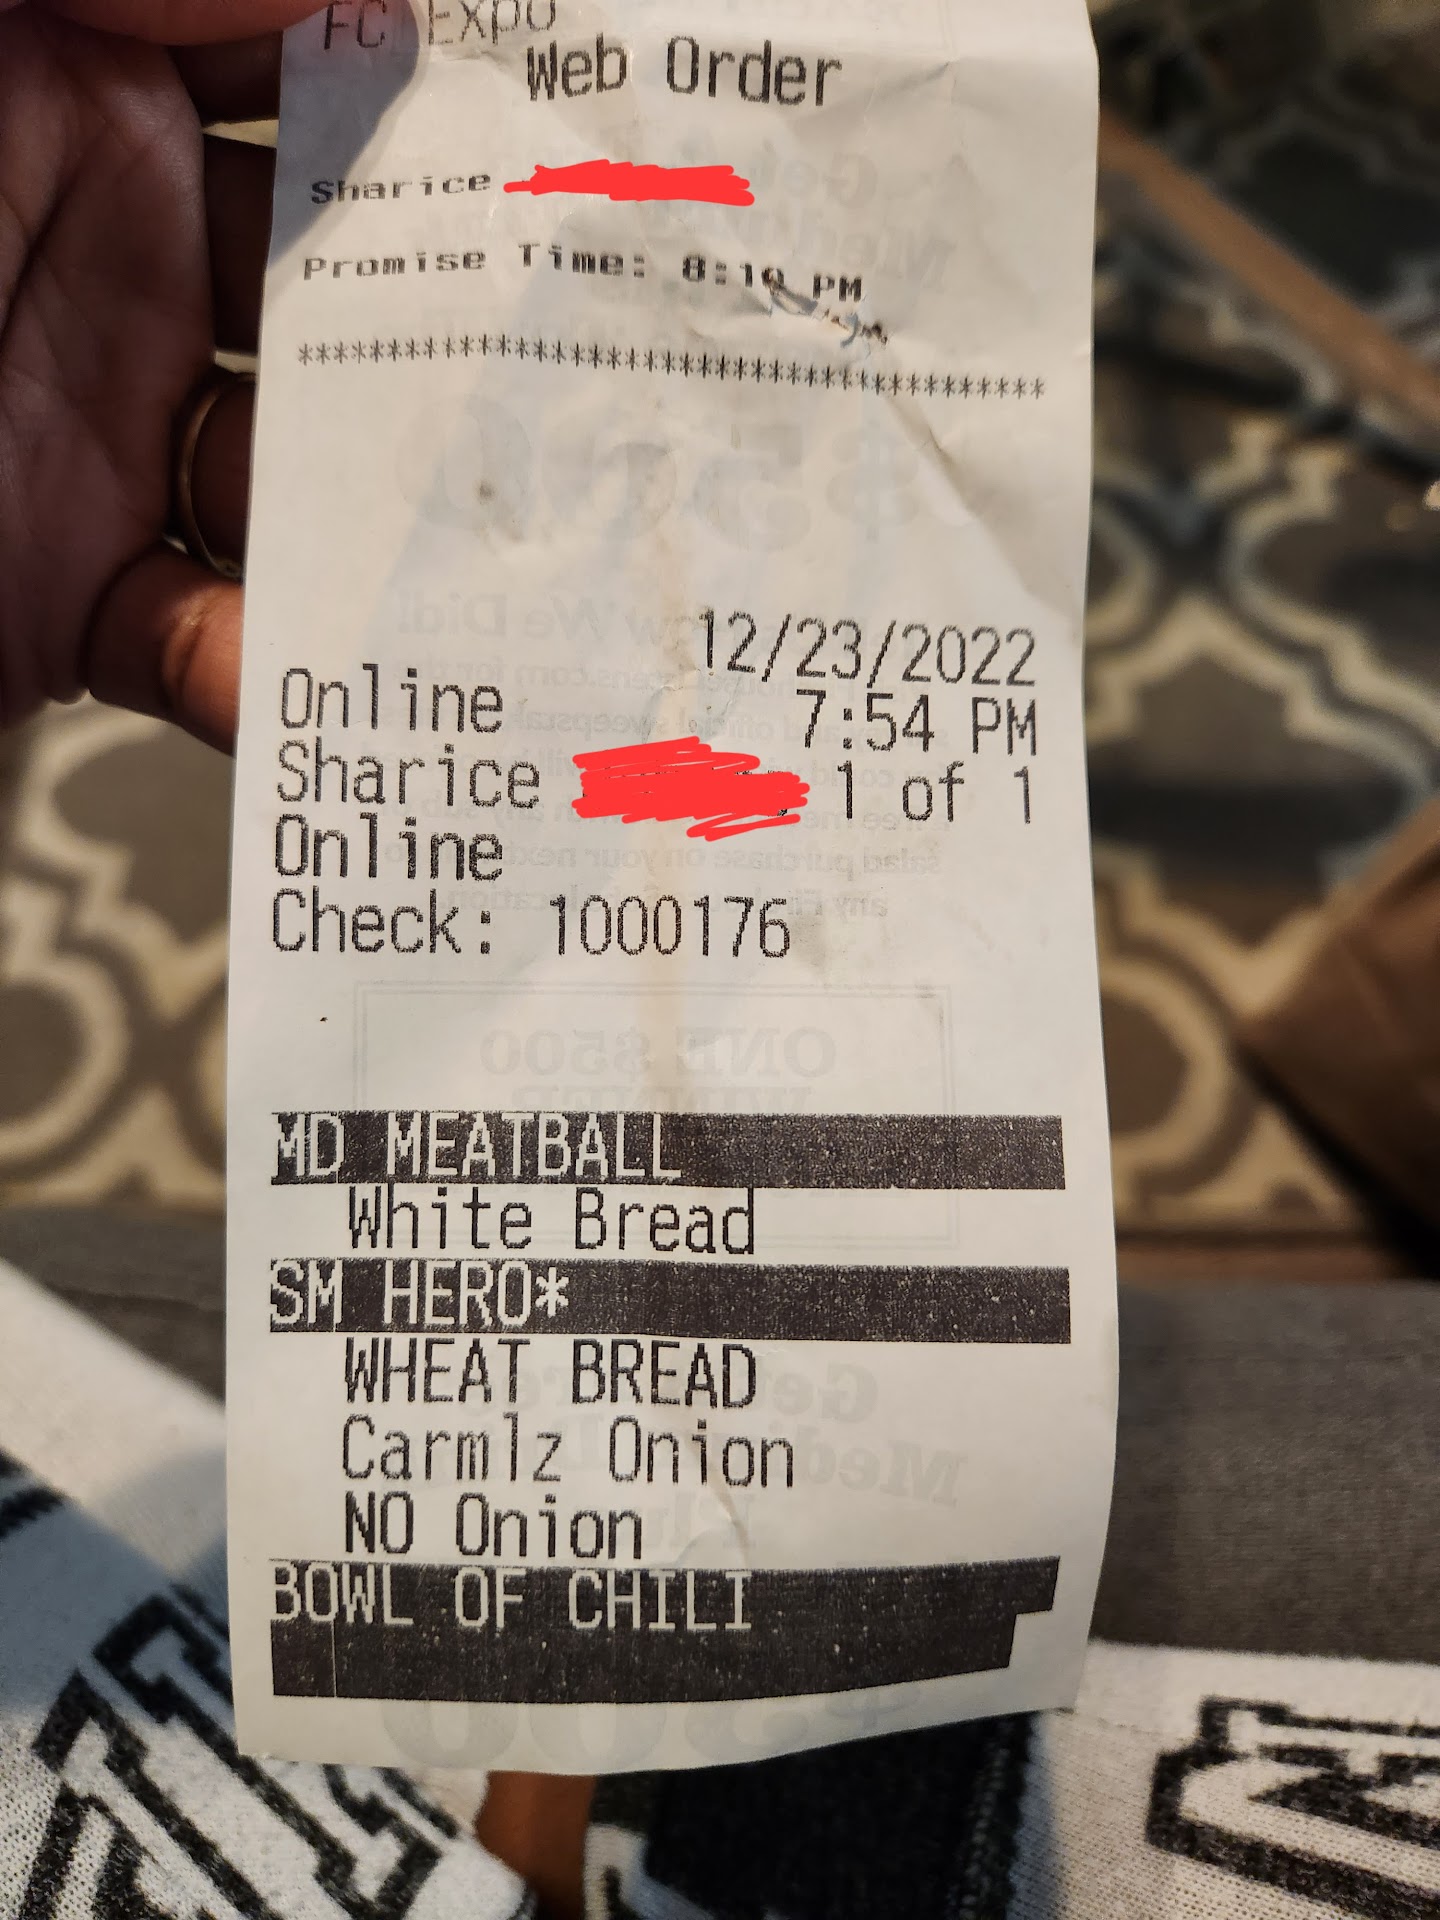 FC Expo
Web Order
Sharice
Promise Time: 8:10 PM
******************************************
12/23/2022
Online 7:54 PM
Sharice 1 of 1
Online
Check: 1000176
MD MEATBALL
White Bread
SM HERO*
WHEAT BREAD
Carmlz Onion
NO Onion
BOWL OF CHILI